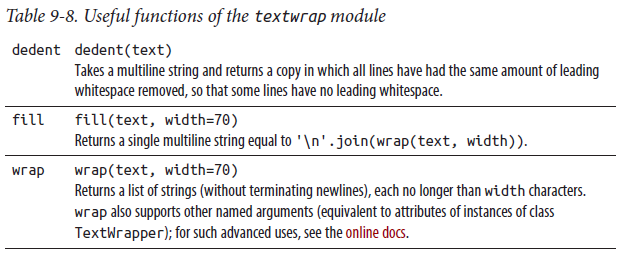 Table 9-8. Useful functions of the textwrap module
dedent dedent(text)
Takes a multiline string and returns a copy in which all lines have had the same amount of leading
whitespace removed, so that some lines have no leading whitespace.
fill fill(text, width=70)
Returns a single multiline string equal to '\n'.join(wrap(text, width)).
wrap wrap(text, width=70)
Returns a list of strings (without terminating newlines), each no longer than width characters.
wrap also supports other named arguments (equivalent to attributes of instances of class
TextWrapper); for such advanced uses, see the online docs.